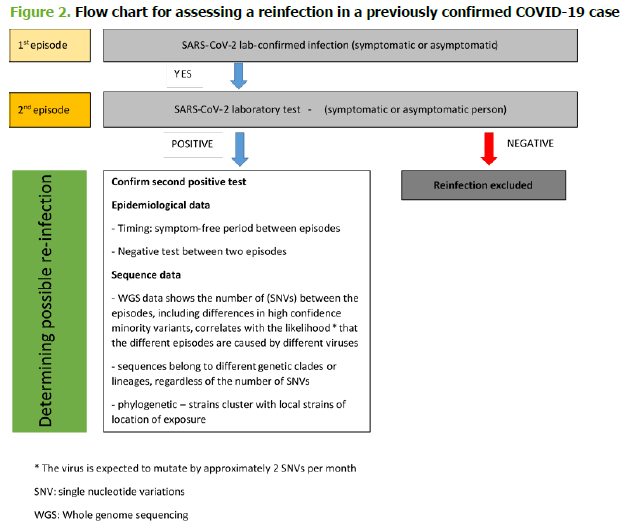 Figure 2. Flow chart for assessing a reinfection in a previously confirmed COVID-19 case
1st episode
SARS-CoV-2 lab-confirmed infection (symptomatic or asymptomatic)
YES
2nd episode
SARS-CoV-2 laboratory test - (symptomatic or asymptomatic person)
POSITIVE
NEGATIVE
Determining possible re-infection
Confirm second positive test
Epidemiological data
- Timing: symptom-free period between episodes
- Negative test between two episodes
Sequence data
- WGS data shows the number of (SNVs) between the
episodes, including differences in high confidence
minority variants, correlates with the likelihood * that
the different episodes are caused by different viruses
- sequences belong to different genetic clades or
lineages, regardless of the number of SNVs
- phylogenetic – strains cluster with local strains of
location of exposure
Reinfection excluded
* The virus is expected to mutate by approximately 2 SNVs per month
SNV: single nucleotide variations
WGS: Whole genome sequencing